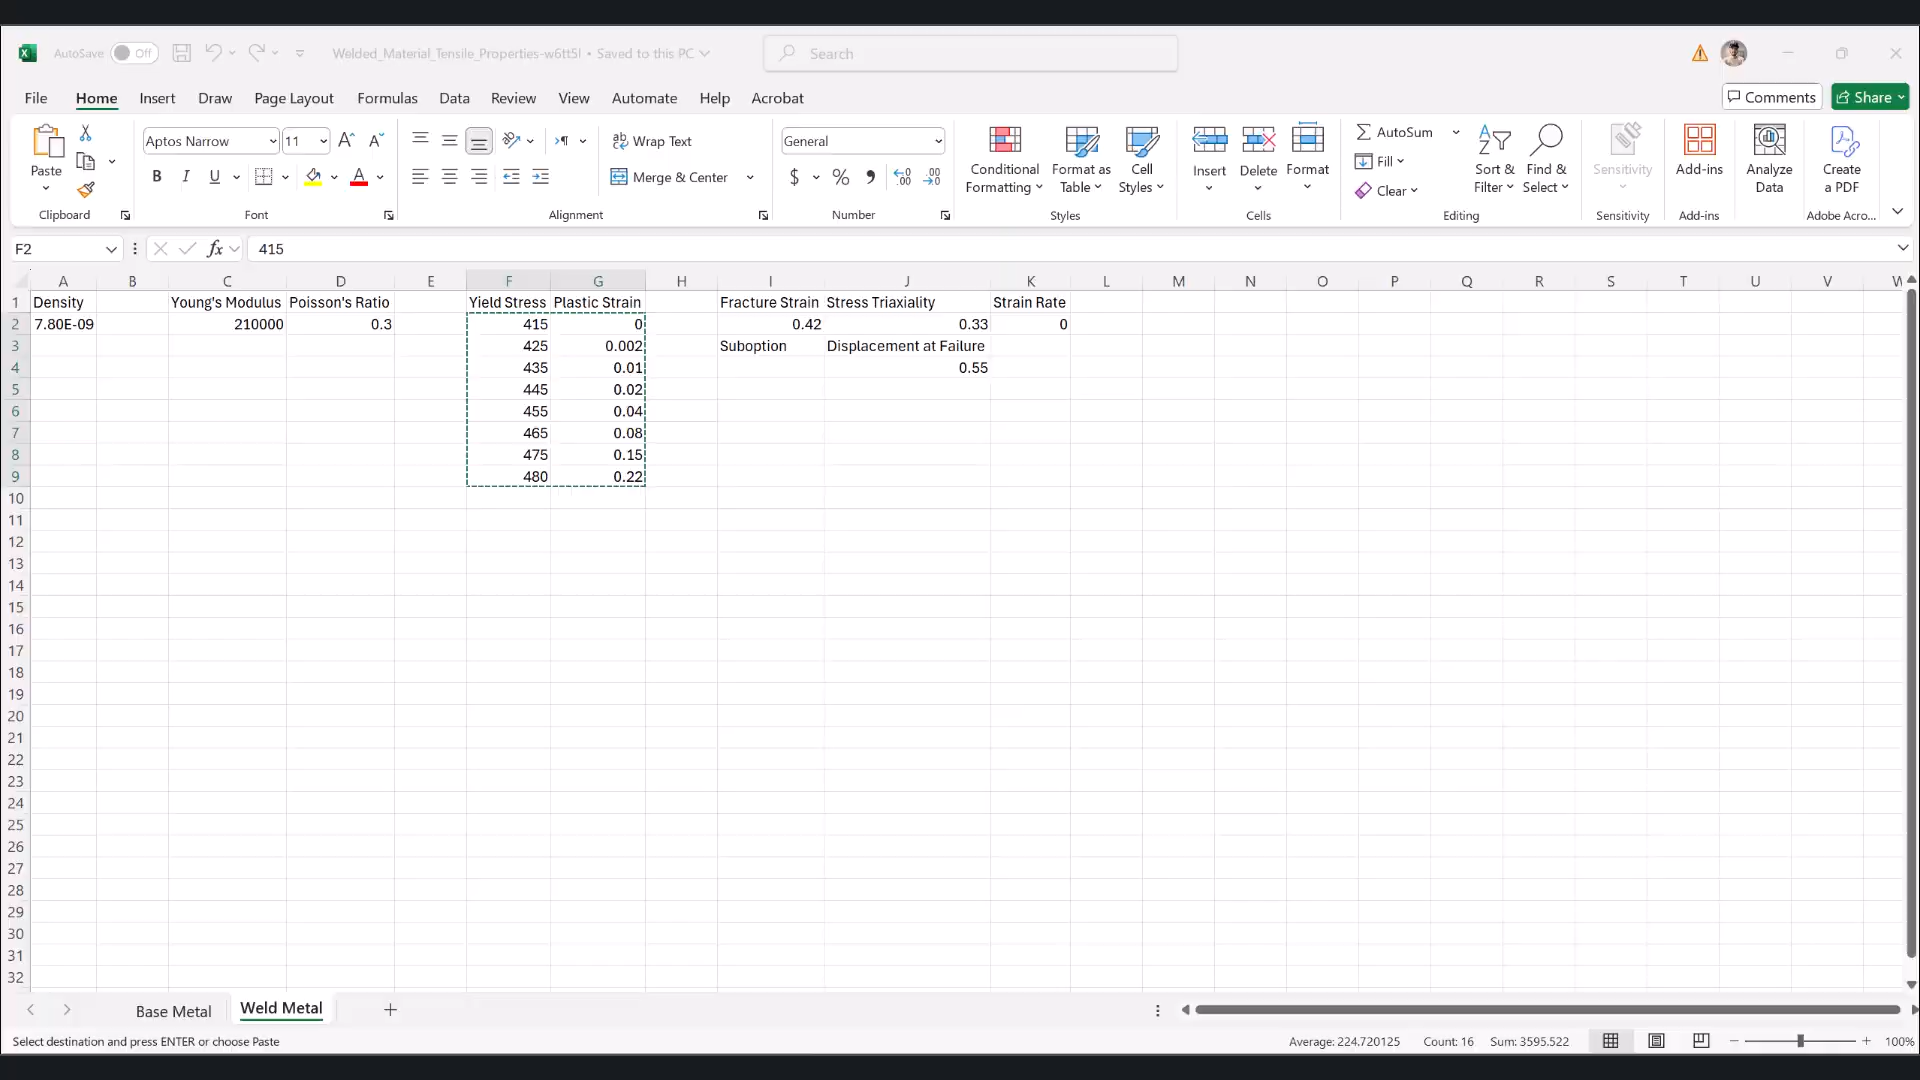 AutoSave Off Welded_Material_Tensile_Properties-w6tt5l • Saved to this PC Search
File Home Insert Draw Page Layout Formulas Data Review View Automate Help Acrobat Comments Share
Paste Aptos Narrow 11 Wrap Text General Conditional Formatting Format as Table Cell Styles Insert Delete Format AutoSum Sort & Filter Find & Select Sensitivity Add-ins Analyze Data Create a PDF
B I U Merge & Center $ % Fill
Clear
Clipboard Font Alignment Number Styles Cells Editing Sensitivity Add-ins Adobe Acro...
F2 fx 415
A B C D E F G H I J K L M N O P Q R S T U V W
1 Density Young's Modulus Poisson's Ratio Yield Stress Plastic Strain Fracture Strain Stress Triaxiality Strain Rate
2 7.80E-09 210000 0.3 415 0 0.42 0.33 0
3 425 0.002 Suboption Displacement at Failure
4 435 0.01 0.55
5 445 0.02
6 455 0.04
7 465 0.08
8 475 0.15
9 480 0.22
10
11
12
13
14
15
16
17
18
19
20
21
22
23
24
25
26
27
28
29
30
31
32
Base Metal Weld Metal
Select destination and press ENTER or choose Paste Average: 224.720125 Count: 16 Sum: 3595.522 100%